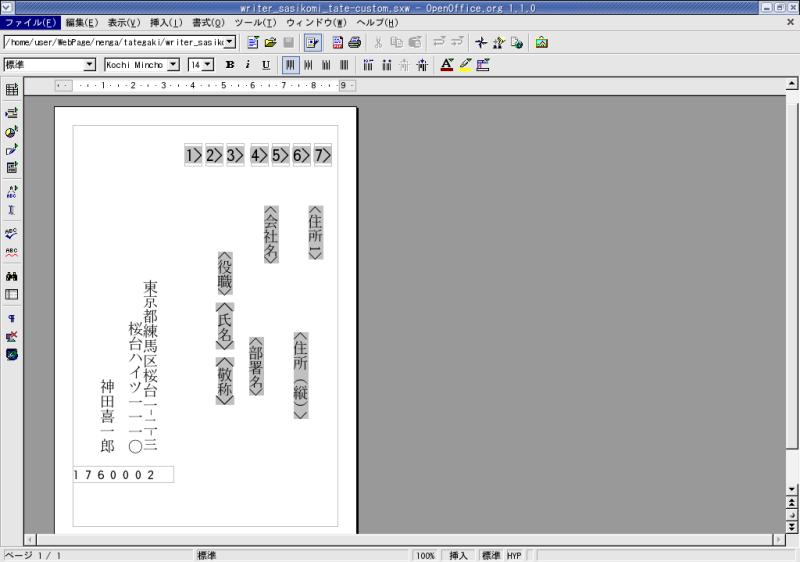 writer_sasikomi_tate-custom.sxw - OpenOffice.org 1.1.0
ファイル(F) 編集(E) 表示(V) 挿入(I) 書式(O) ツール(T) ウィンドウ(W) ヘルプ(H)
/home/user/WebPage/nenga/tategaki/writer_sasik
標準 Kochi Mincho 14 B i U
1 2 3 4 5 6 7 8 9
1> 2> 3> 4> 5> 6> 7>
<住所1>
<住所（縦）>
<会社名>
<部署名>
<役職> <氏名> <敬称>
東京都練馬区桜台一-二-三
桜台ハイツ一一一〇
神田喜一郎
1760002
ページ 1 / 1 標準 100% 挿入 標準 HYP